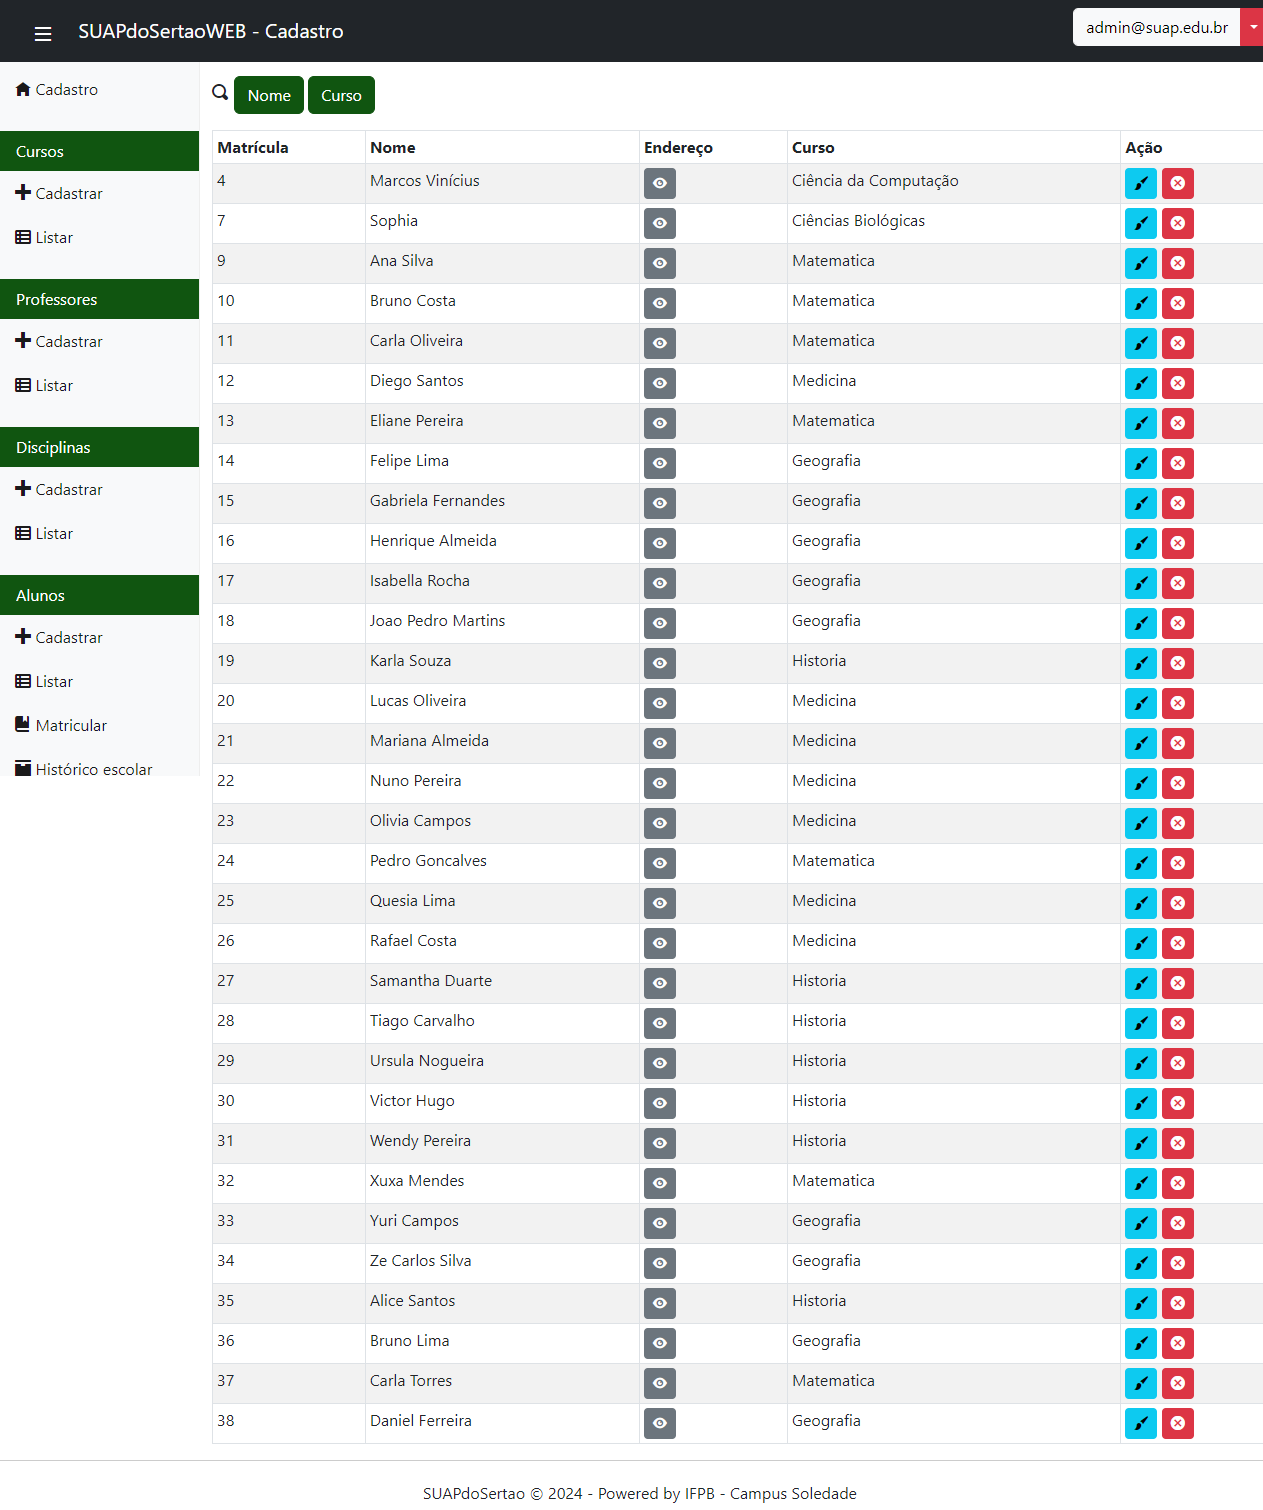 SUAPdoSertaoWEB - Cadastro
admin@suap.edu.br
Cadastro
Cursos
Cadastrar
Listar
Professores
Cadastrar
Listar
Disciplinas
Cadastrar
Listar
Alunos
Cadastrar
Listar
Matricular
Histórico escolar
Nome Curso
Matrícula Nome Endereço Curso Ação
4 Marcos Vinícius Ciência da Computação
7 Sophia Ciências Biológicas
9 Ana Silva Matematica
10 Bruno Costa Matematica
11 Carla Oliveira Matematica
12 Diego Santos Medicina
13 Eliane Pereira Matematica
14 Felipe Lima Geografia
15 Gabriela Fernandes Geografia
16 Henrique Almeida Geografia
17 Isabella Rocha Geografia
18 Joao Pedro Martins Geografia
19 Karla Souza Historia
20 Lucas Oliveira Medicina
21 Mariana Almeida Medicina
22 Nuno Pereira Medicina
23 Olivia Campos Medicina
24 Pedro Goncalves Matematica
25 Quesia Lima Medicina
26 Rafael Costa Medicina
27 Samantha Duarte Historia
28 Tiago Carvalho Historia
29 Ursula Nogueira Historia
30 Victor Hugo Historia
31 Wendy Pereira Historia
32 Xuxa Mendes Matematica
33 Yuri Campos Geografia
34 Ze Carlos Silva Geografia
35 Alice Santos Historia
36 Bruno Lima Geografia
37 Carla Torres Matematica
38 Daniel Ferreira Geografia
SUAPdoSertao © 2024 - Powered by IFPB - Campus Soledade